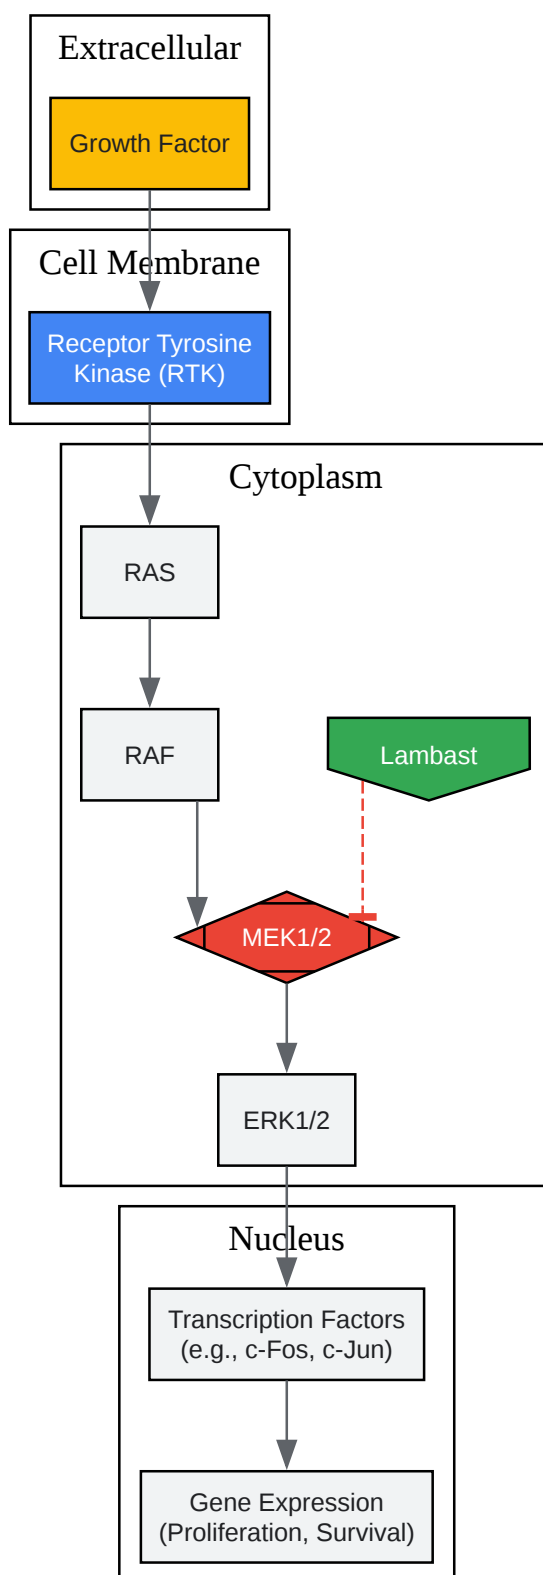 Extracellular
Growth Factor
Cell Membrane
Receptor Tyrosine
Kinase (RTK)
Cytoplasm
RAS
RAF
Lambast
MEK1/2
ERK1/2
Nucleus
Transcription Factors
(e.g., c-Fos, c-Jun)
Gene Expression
(Proliferation, Survival)